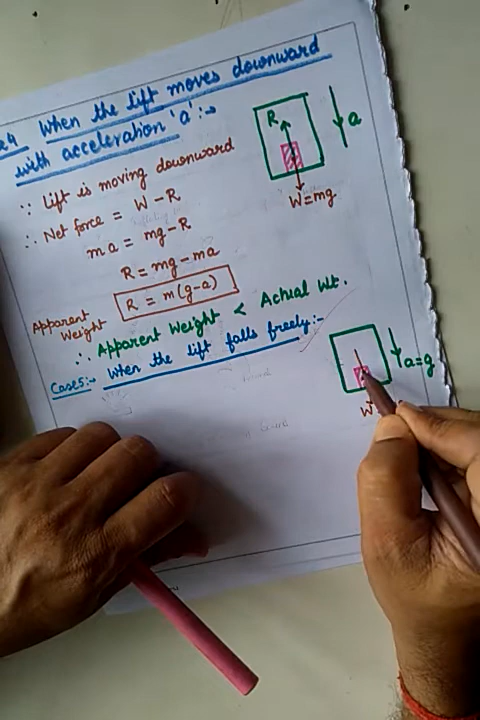 4 When the lift moves downward
with acceleration 'a' :→
∵ Lift is moving downward
∴ Net force = W - R
ma = mg - R
R = mg - ma
Apparent Weight R = m(g-a)
∴ Apparent Weight < Actual Wt.
Case5:- When the lift falls freely:-
R
a
W=mg
a=g
W